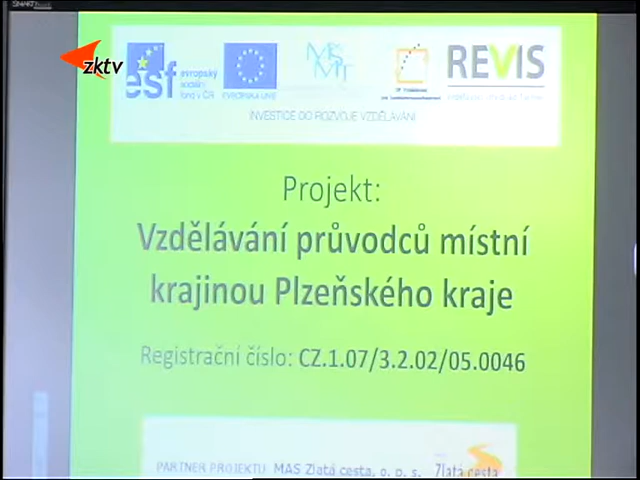 SMART
zktv
esf evropský sociální fond v ČR
EVROPSKÁ UNIE
REVIS
INVESTICE DO ROZVOJE VZDĚLÁVÁNÍ
Projekt:
Vzdělávání průvodců místní
krajinou Plzeňského kraje
Registrační číslo: CZ.1.07/3.2.02/05.0046
PARTNER PROJEKTU MAS Zlatá cesta, o. p. s. Zlatá cesta